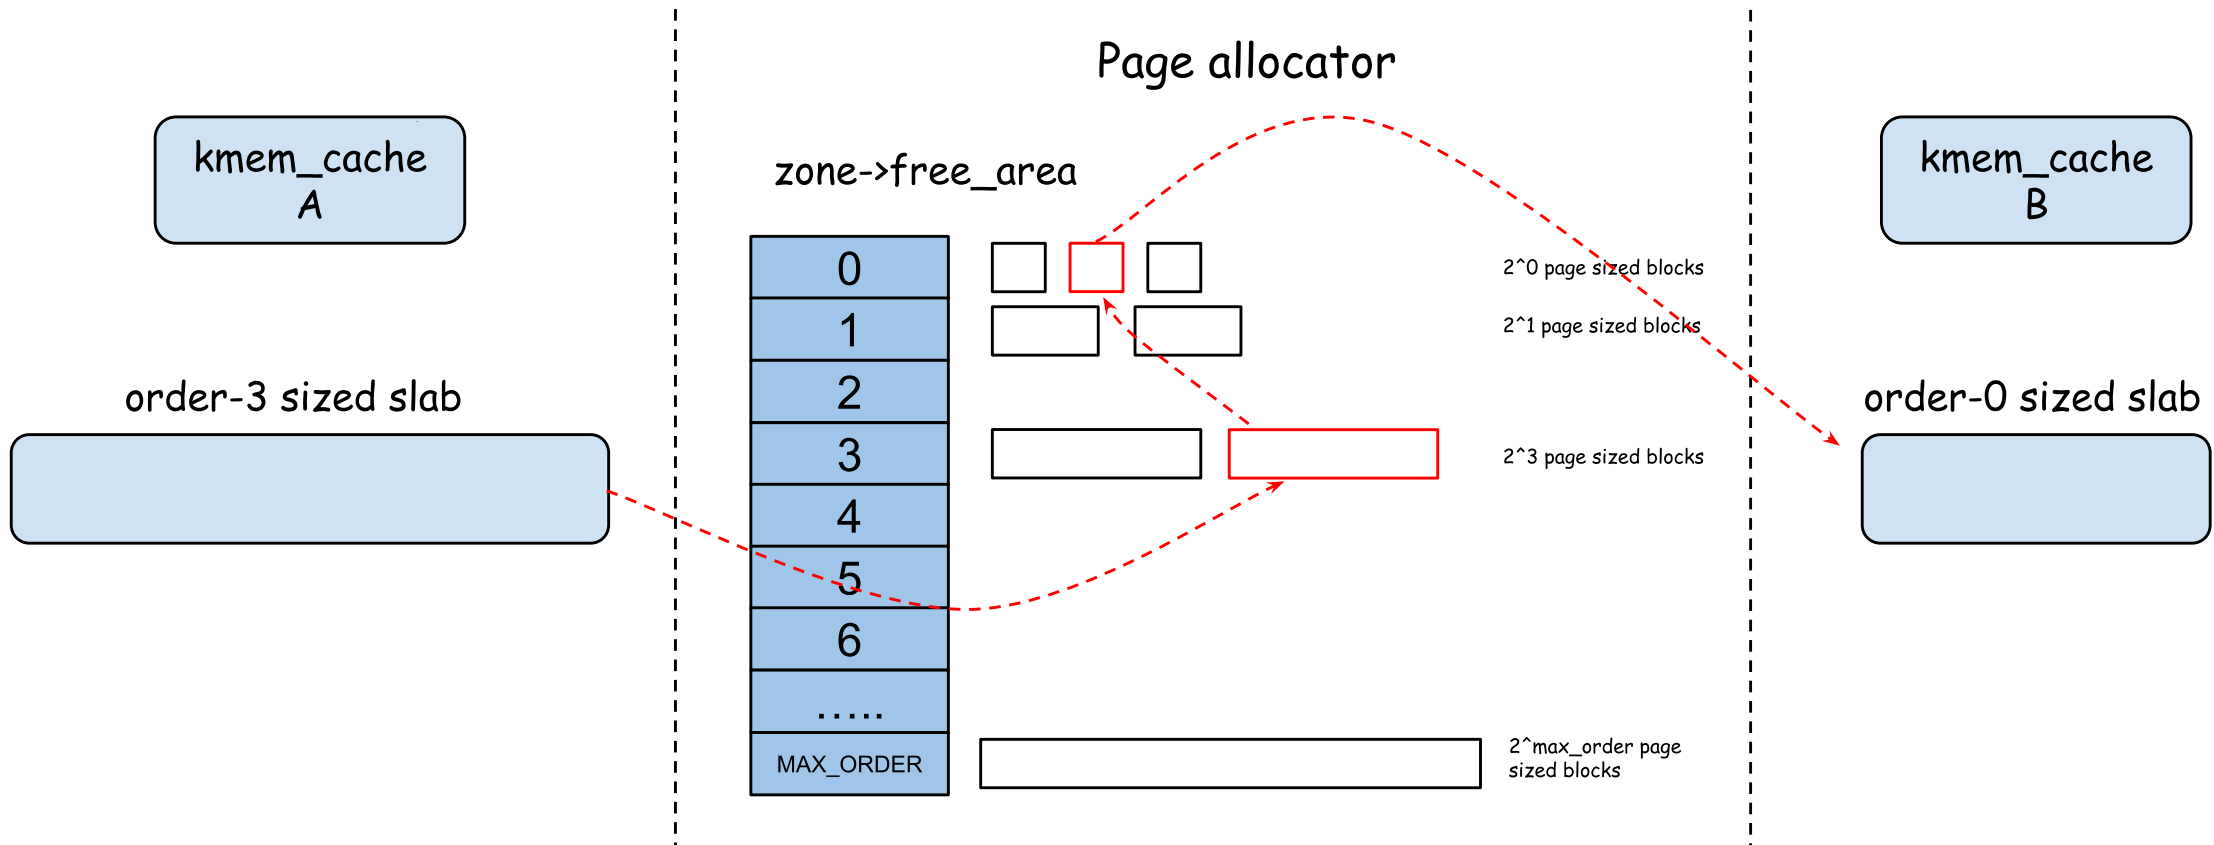 Page allocator
kmem_cache
A
zone->free_area
kmem_cache
B
0
2^0 page sized blocks
1
2^1 page sized blocks
2
order-3 sized slab
order-0 sized slab
3
2^3 page sized blocks
4
5
6
.....
MAX_ORDER
2^max_order page
sized blocks